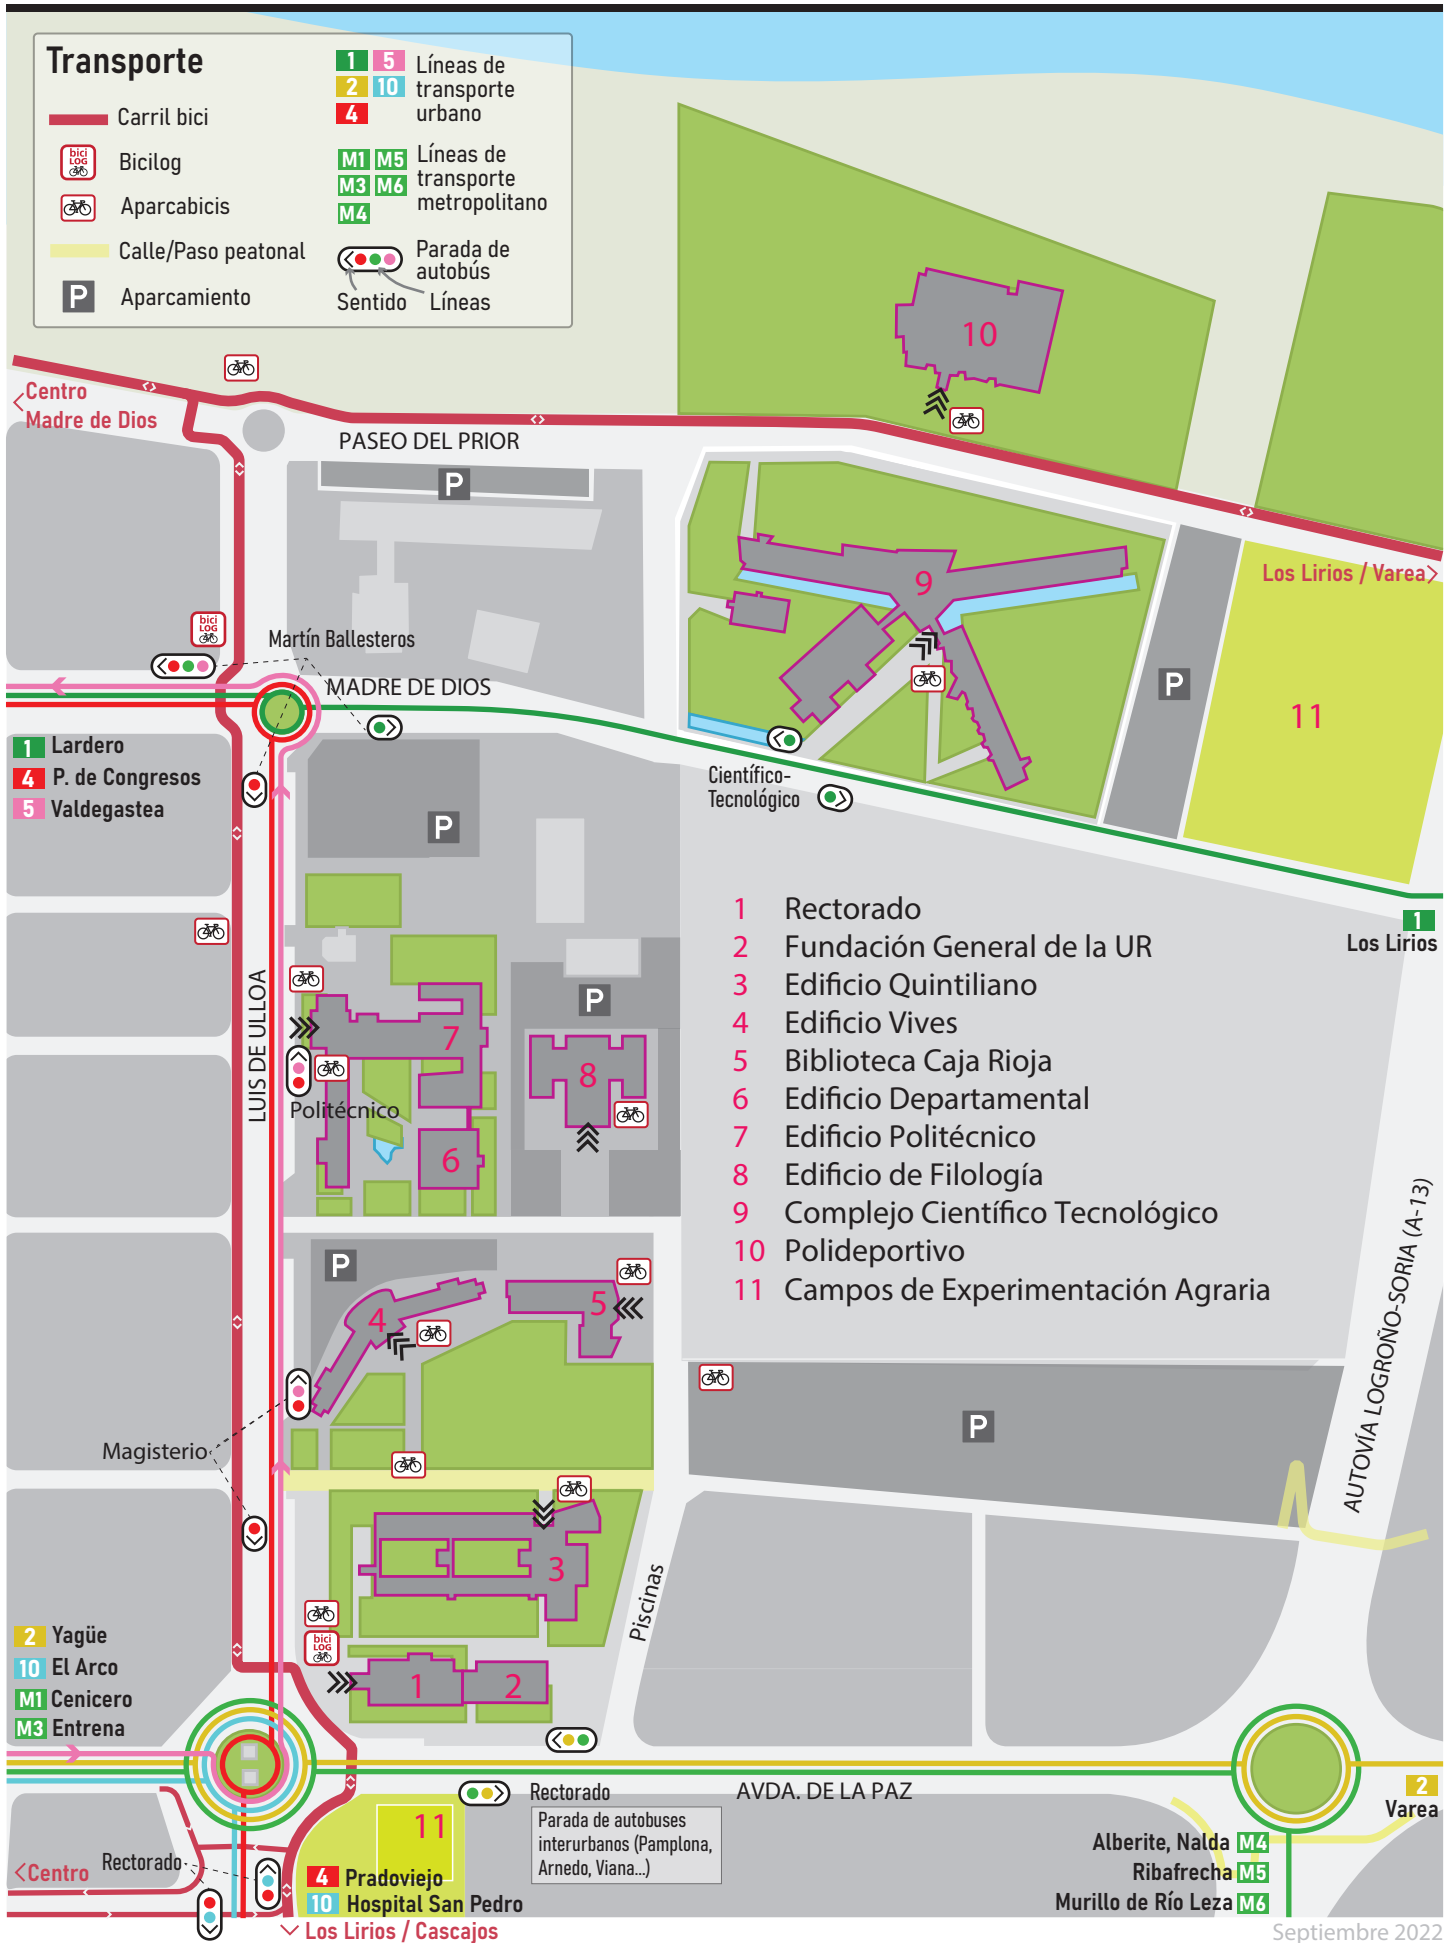 Transporte
Carril bici
bici
LOG
Bicilog
Aparcabicis
Calle/Paso peatonal
P
Aparcamiento
1 5
2 10
4
Líneas de
transporte
urbano
M1 M5
M3 M6
M4
Líneas de
transporte
metropolitano
Parada de
autobús
Sentido
Líneas
10
Centro
Madre de Dios
PASEO DEL PRIOR
P
9
Los Lirios / Varea
bici
LOG
Martín Ballesteros
MADRE DE DIOS
P
11
1 Lardero
4 P. de Congresos
5 Valdegastea
Científico-
Tecnológico
P
1 Rectorado
2 Fundación General de la UR
3 Edificio Quintiliano
4 Edificio Vives
5 Biblioteca Caja Rioja
6 Edificio Departamental
7 Edificio Politécnico
8 Edificio de Filología
9 Complejo Científico Tecnológico
10 Polideportivo
11 Campos de Experimentación Agraria
1
Los Lirios
LUIS DE ULLOA
P
7
8
Politécnico
6
P
4
5
AUTOVÍA LOGROÑO-SORIA (A-13)
P
Magisterio
3
Piscinas
bici
LOG
1
2
2 Yagüe
10 El Arco
M1 Cenicero
M3 Entrena
Rectorado
AVDA. DE LA PAZ
2
Varea
Parada de autobuses
interurbanos (Pamplona,
Arnedo, Viana...)
11
Alberite, Nalda M4
Ribafrecha M5
Murillo de Río Leza M6
Centro
Rectorado
4 Pradoviejo
10 Hospital San Pedro
Los Lirios / Cascajos
Septiembre 2022